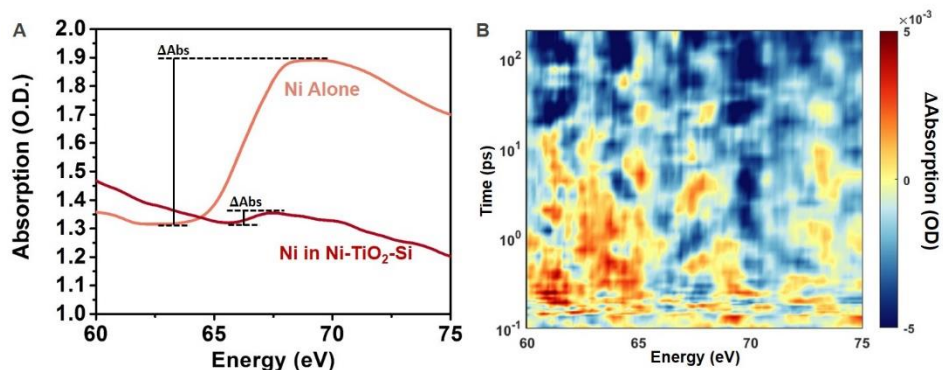 A
2.0
1.9
1.8
1.7
1.6
1.5
1.4
1.3
1.2
1.1
1.0
Absorption (O.D.)
ΔAbs
Ni Alone
ΔAbs
Ni in Ni-TiO₂-Si
60
65
70
75
Energy (eV)
B
10²
10¹
10⁰
10⁻¹
Time (ps)
60
65
70
75
Energy (eV)
×10⁻³
5
0
-5
ΔAbsorption (OD)